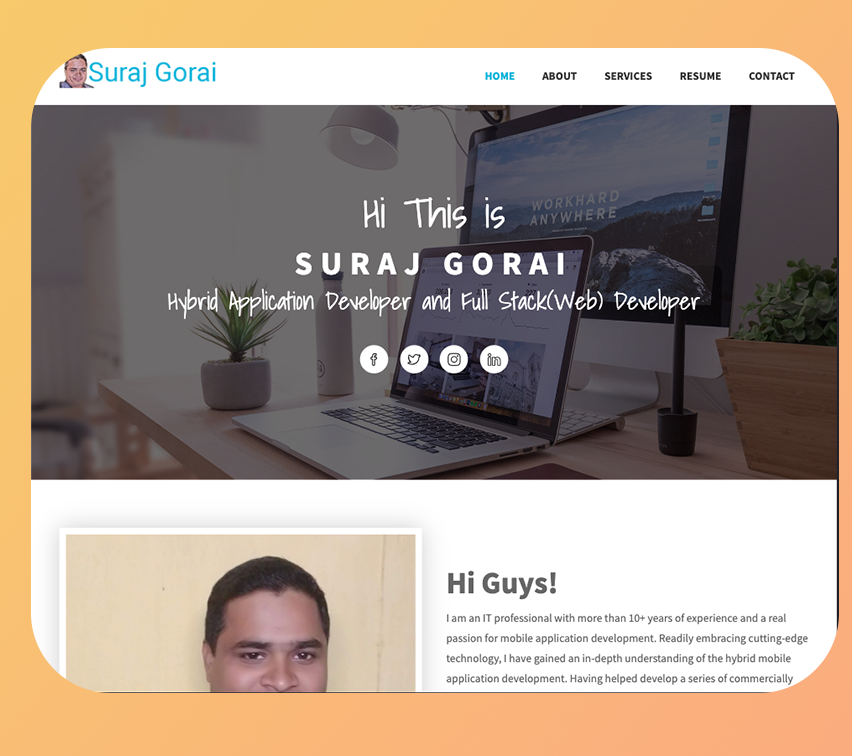 Suraj Gorai
HOME ABOUT SERVICES RESUME CONTACT
WORKHARD
ANYWHERE
Hi This is
SURAJ GORAI
Hybrid Application Developer and Full Stack(Web) Developer
Hi Guys!
I am an IT professional with more than 10+ years of experience and a real
passion for mobile application development. Readily embracing cutting-edge
technology, I have gained an in-depth understanding of the hybrid mobile
application development. Having helped develop a series of commercially